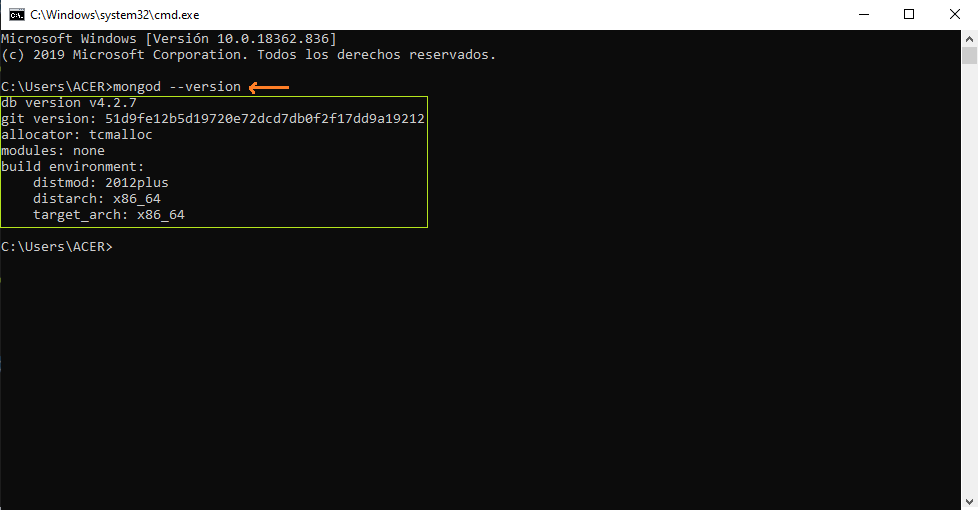 C:\Windows\system32\cmd.exe
Microsoft Windows [Versión 10.0.18362.836]
(c) 2019 Microsoft Corporation. Todos los derechos reservados.
C:\Users\ACER>mongod --version
db version v4.2.7
git version: 51d9fe12b5d19720e72dcd7db0f2f17dd9a19212
allocator: tcmalloc
modules: none
build environment:
    distmod: 2012plus
    distarch: x86_64
    target_arch: x86_64
C:\Users\ACER>